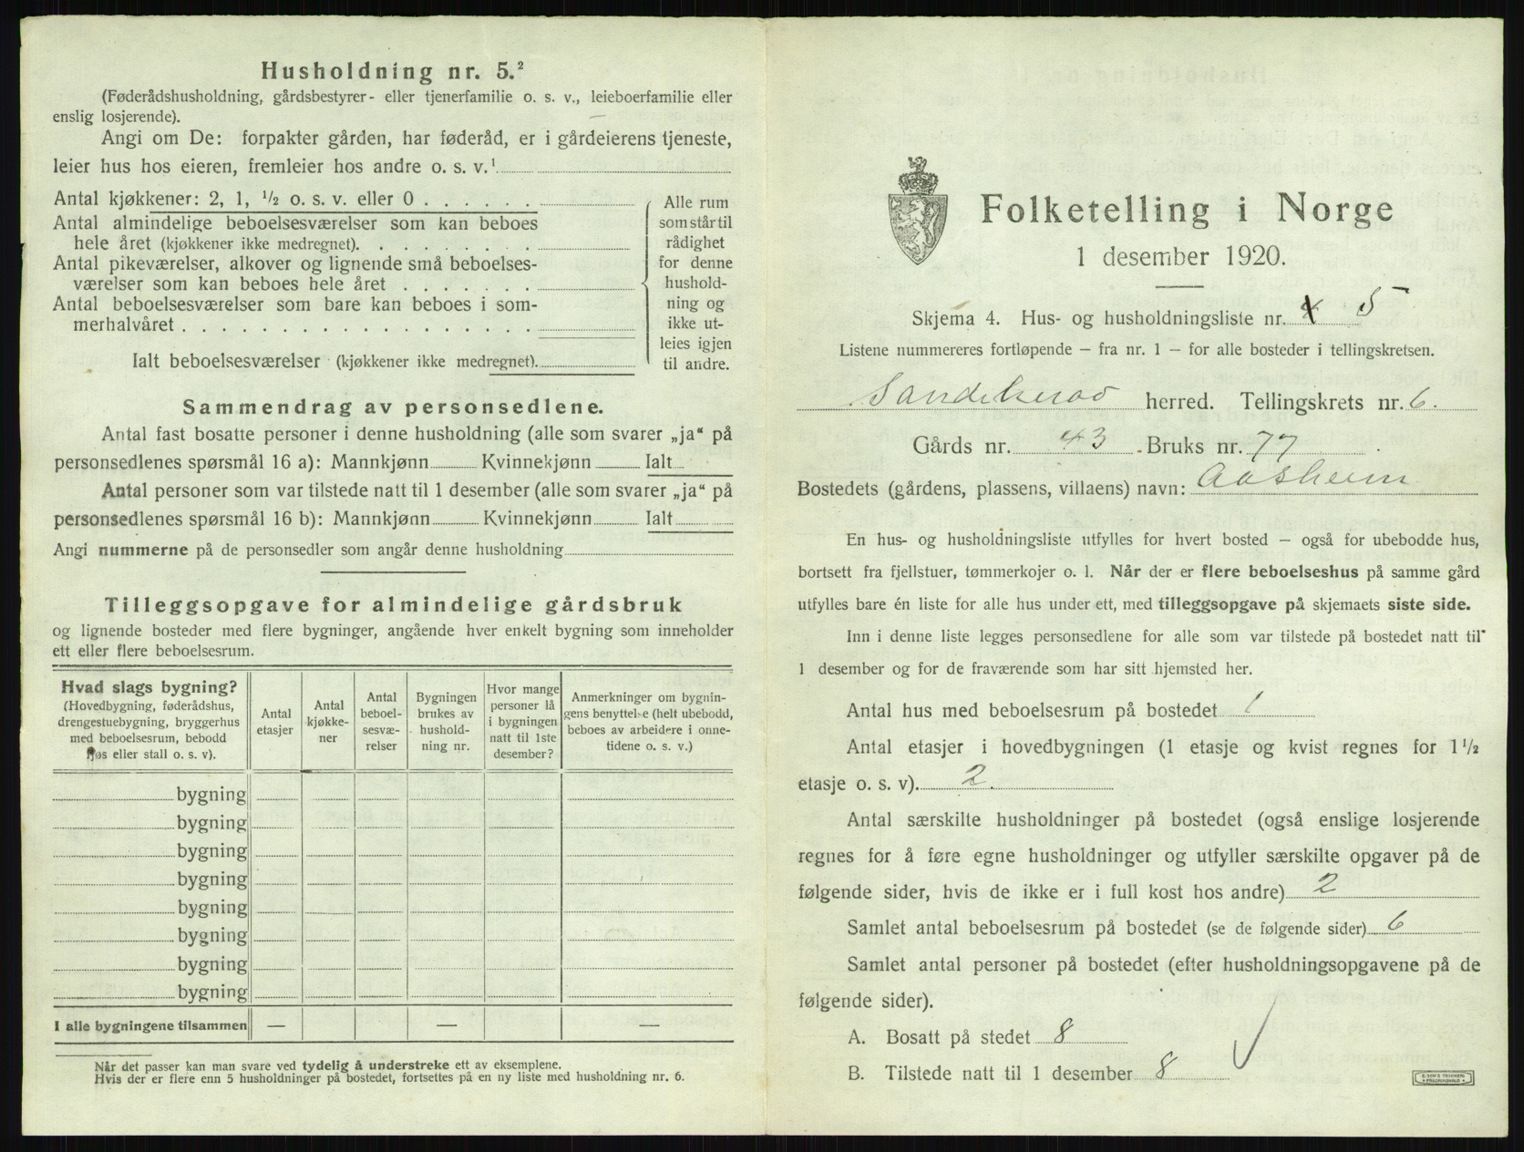 Husholdning nr. 5.²
(Føderådshusholdning, gårdsbestyrer- eller tjenerfamilie o. s. v., leieboerfamilie eller
enslig losjerende).
Angi om De: forpakter gården, har føderåd, er i gårdeierens tjeneste,
leier hus hos eieren, fremleier hos andre o. s. v.¹
Antal kjøkkener: 2, 1, ½ o. s. v. eller 0 . . . . . .
Antal almindelige beboelsesværelser som kan beboes
hele året (kjøkkener ikke medregnet). . . . . . . . .
Antal pikeværelser, alkover og lignende små beboelses-
værelser som kan beboes hele året . . . . . . .
Antal beboelsesværelser som bare kan beboes i som-
merhalvåret . . . . . . . . . . . . . . . . . .
Ialt beboelsesværelser (kjøkkener ikke medregnet).
Alle rum
som står til
rådighet
for denne
hushold-
ning og
ikke ut-
leies igjen
til andre.
Sammendrag av personsedlene.
Antal fast bosatte personer i denne husholdning (alle som svarer „ja“ på
personsedlenes spørsmål 16 a): Mannkjønn Kvinnekjønn Ialt
Antal personer som var tilstede natt til 1 desember (alle som svarer „ja“ på
personsedlenes spørsmål 16 b): Mannkjønn Kvinnekjønn Ialt
Angi nummerne på de personsedler som angår denne husholdning
Tilleggsopgave for almindelige gårdsbruk
og lignende bosteder med flere bygninger, angående hver enkelt bygning som inneholder
ett eller flere beboelsesrum.
Hvad slags bygning?
(Hovedbygning, føderådshus,
drengestuebygning, bryggerhus
med beboelsesrum, bebodd
fjøs eller stall o. s. v).
Antal
etasjer
Antal
kjøkke-
ner
Antal
beboel-
sesvæ-
relser
Bygningen
brukes av
hushold-
ning nr.
Hvor mange
personer lå
i bygningen
natt til 1ste
desember?
Anmerkninger om bygnin-
gens benyttelse (helt ubebodd,
beboes av arbeidere i onne-
tidene o. s. v.)
bygning
bygning
bygning
bygning
bygning
bygning
bygning
bygning
I alle bygningene tilsammen — — —
Når det passer kan man svare ved tydelig å understreke ett av eksemplene.
Hvis der er flere enn 5 husholdninger på bostedet, fortsettes på en ny liste med husholdning nr. 6.
Folketelling i Norge
1 desember 1920.
Skjema 4. Hus- og husholdningsliste nr. 4 5
Listene nummereres fortløpende — fra nr. 1 — for alle bosteder i tellingskretsen.
Sandeherad herred. Tellingskrets nr. 6.
Gårds nr. 43 Bruks nr. 77
Bostedets (gårdens, plassens, villaens) navn: Aasheim
En hus- og husholdningsliste utfylles for hvert bosted — også for ubebodde hus,
bortsett fra fjellstuer, tømmerkojer o. l. Når der er flere beboelseshus på samme gård
utfylles bare én liste for alle hus under ett, med tilleggsopgave på skjemaets siste side.
Inn i denne liste legges personsedlene for alle som var tilstede på bostedet natt til
1 desember og for de fraværende som har sitt hjemsted her.
Antal hus med beboelsesrum på bostedet 1
Antal etasjer i hovedbygningen (1 etasje og kvist regnes for 1½
etasje o. s. v). 2.
Antal særskilte husholdninger på bostedet (også enslige losjerende
regnes for å føre egne husholdninger og utfyller særskilte opgaver på de
følgende sider, hvis de ikke er i full kost hos andre) 2
Samlet antal beboelsesrum på bostedet (se de følgende sider) 6
Samlet antal personer på bostedet (efter husholdningsopgavene på de
følgende sider).
A. Bosatt på stedet 8
B. Tilstede natt til 1 desember 8